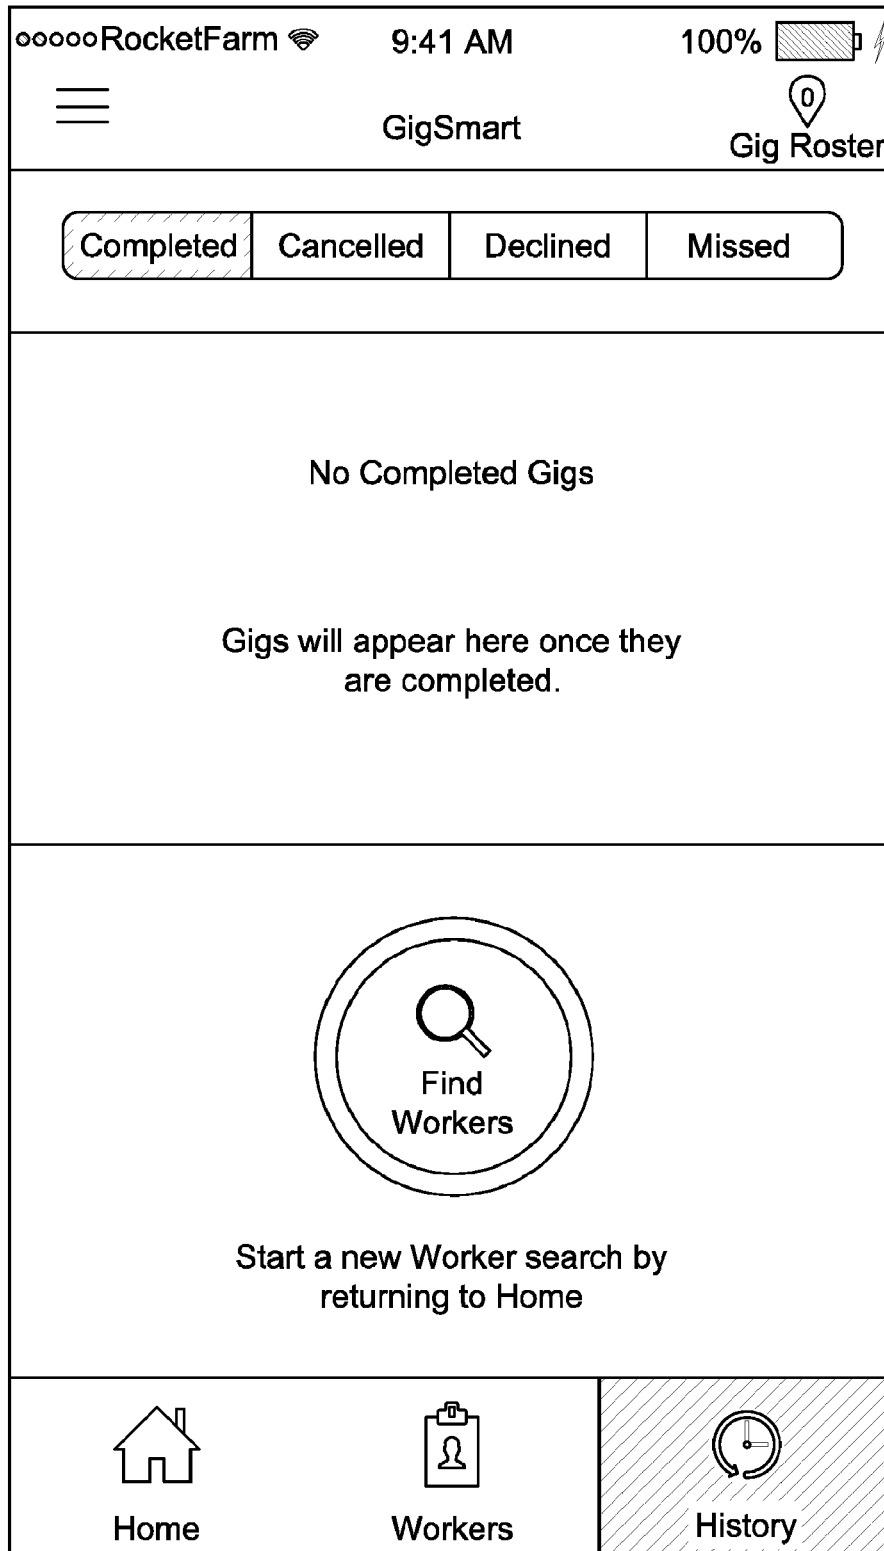 RocketFarm 9:41 AM 100%
0
GigSmart
Gig Roster
Completed Cancelled Declined Missed
No Completed Gigs
Gigs will appear here once they
are completed.
Find
Workers
Start a new Worker search by
returning to Home
Home Workers History